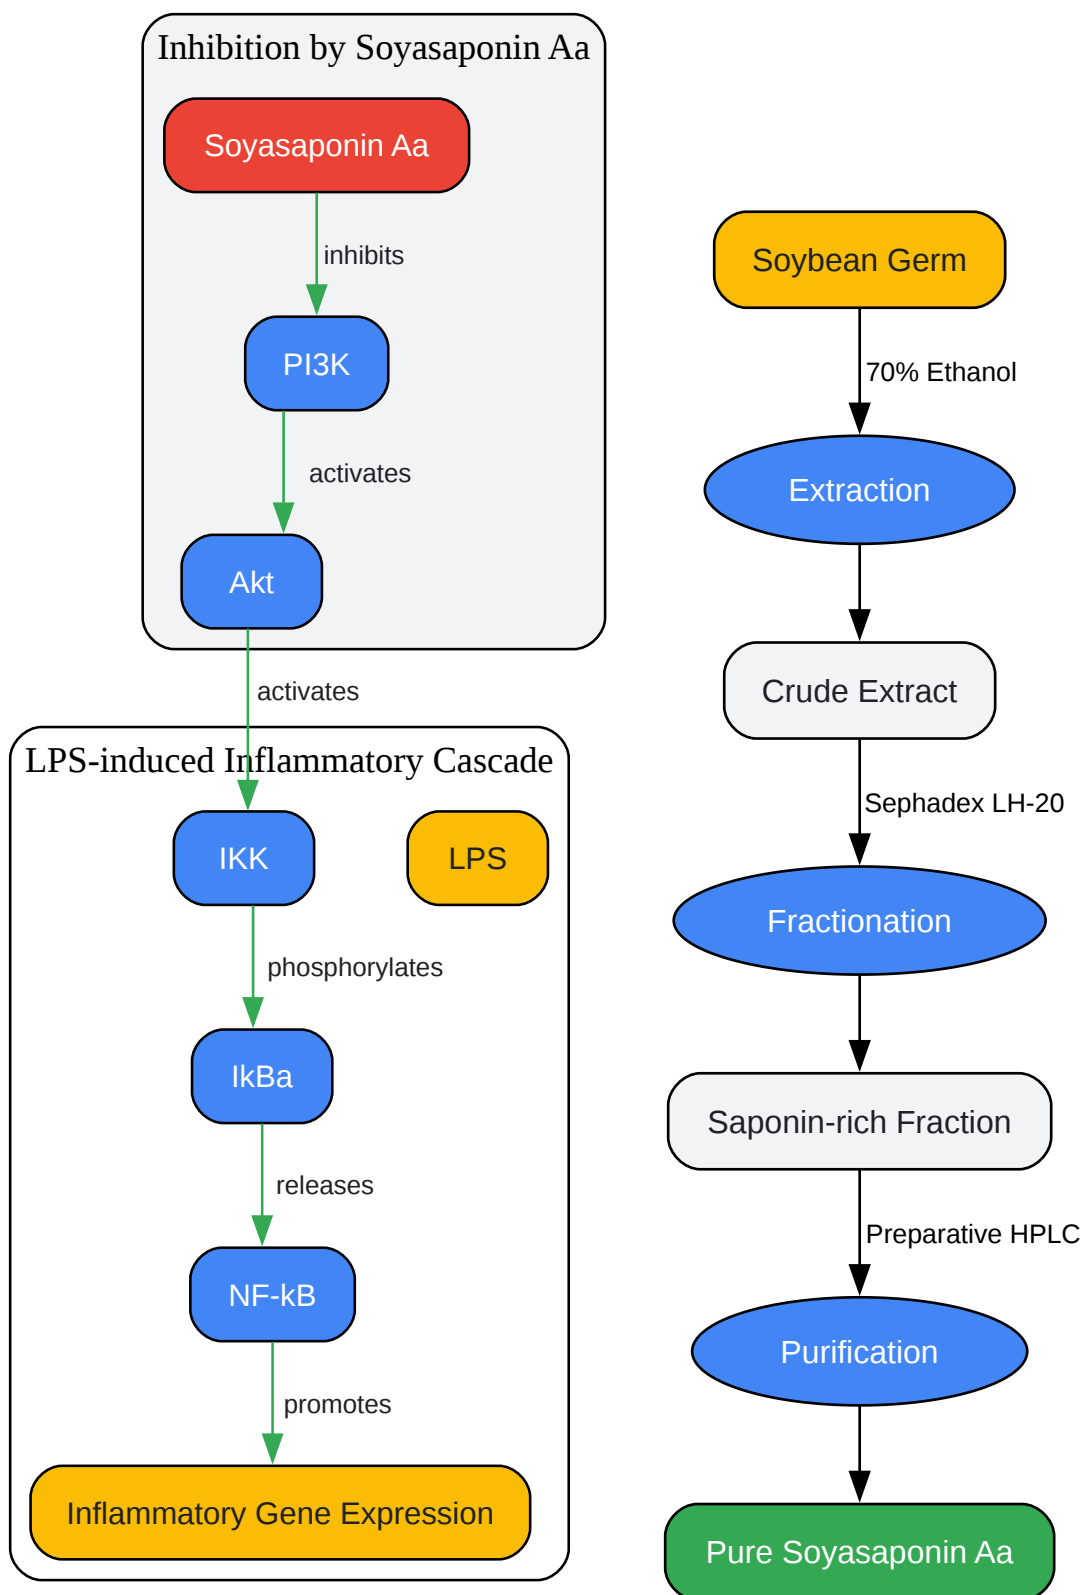 Inhibition by Soyasaponin Aa
Soyasaponin Aa
inhibits
PI3K
activates
Akt
activates
LPS-induced Inflammatory Cascade
IKK
LPS
phosphorylates
IkBa
releases
NF-kB
promotes
Inflammatory Gene Expression
Soybean Germ
70% Ethanol
Extraction
Crude Extract
Sephadex LH-20
Fractionation
Saponin-rich Fraction
Preparative HPLC
Purification
Pure Soyasaponin Aa